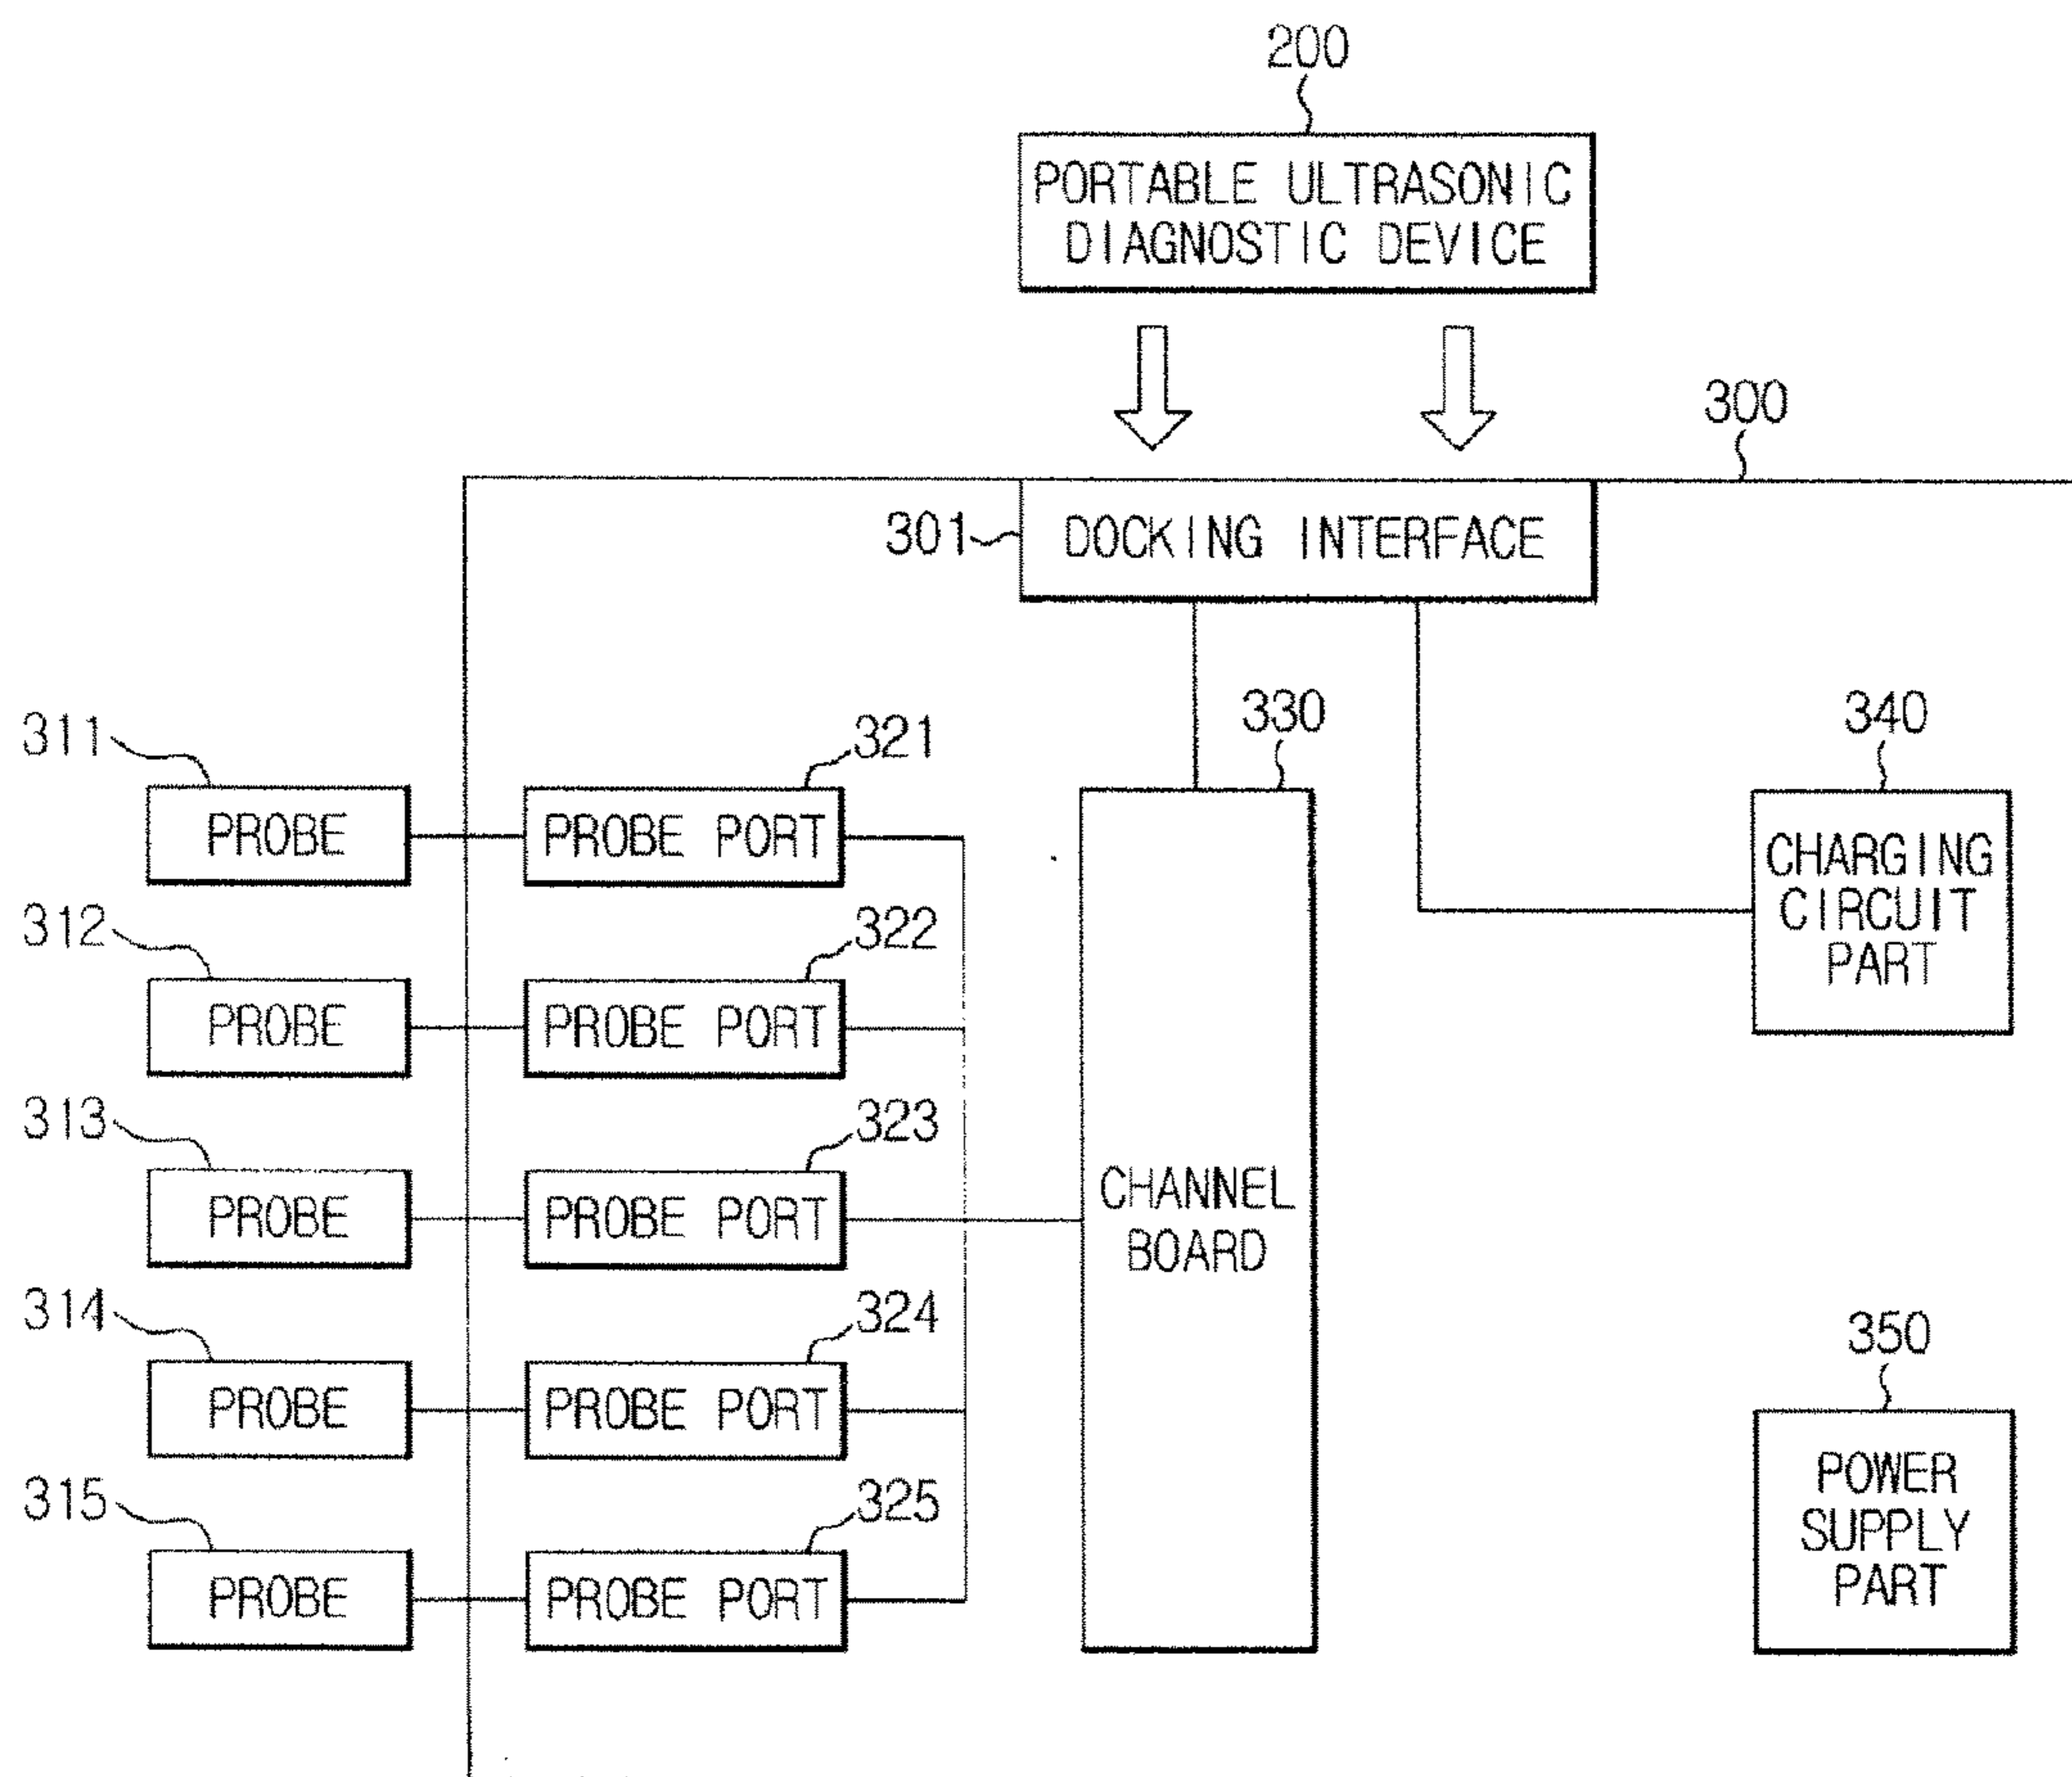 200
PORTABLE ULTRASONIC
DIAGNOSTIC DEVICE
300
301
DOCKING INTERFACE
311
321
330
340
PROBE
PROBE PORT
CHARGING
CIRCUIT
PART
312
322
PROBE
PROBE PORT
313
323
PROBE
PROBE PORT
CHANNEL
BOARD
314
324
350
PROBE
PROBE PORT
POWER
SUPPLY
PART
315
325
PROBE
PROBE PORT